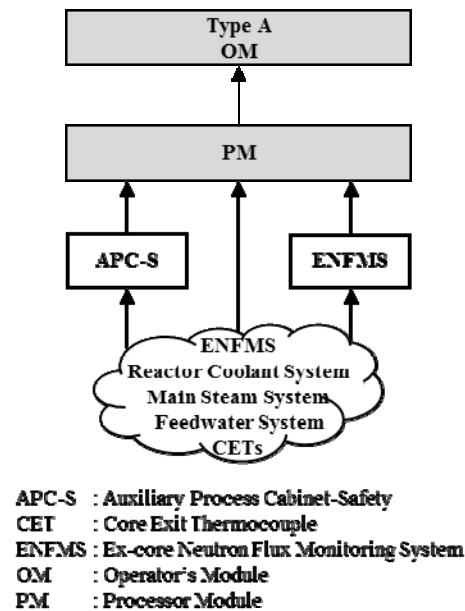 Type A
OM
PM
APC-S
ENFMS
ENFMS
Reactor Coolant System
Main Steam System
Feedwater System
CETs
APC-S : Auxiliary Process Cabinet-Safety
CET : Core Exit Thermocouple
ENFMS : Ex-core Neutron Flux Monitoring System
OM : Operator's Module
PM : Processor Module